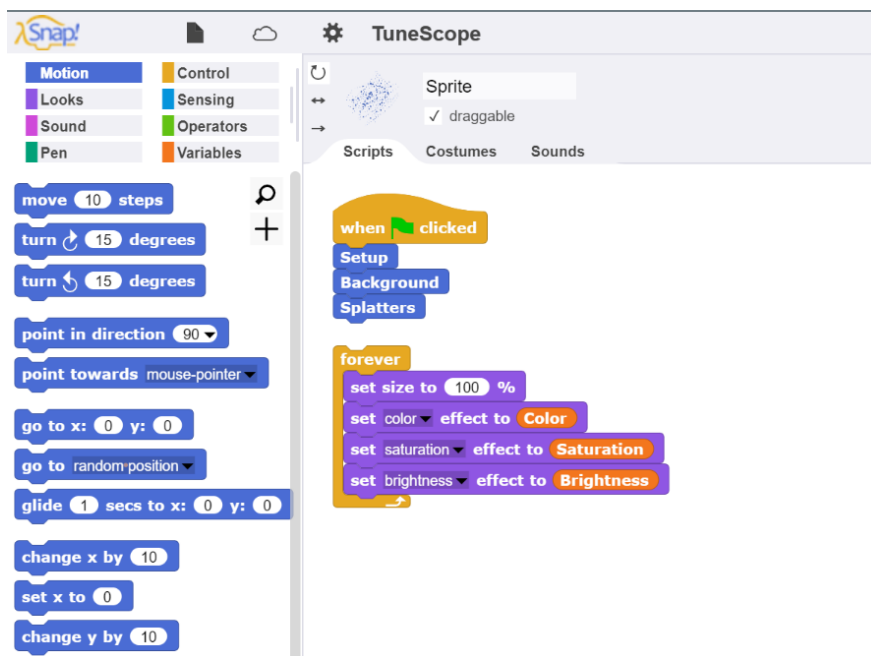 λSnap!
TuneScope
Motion
Control
Looks
Sensing
Sound
Operators
Pen
Variables
Sprite
✓ draggable
Scripts Costumes Sounds
move 10 steps
turn 15 degrees
turn 15 degrees
point in direction 90
point towards mouse-pointer
go to x: 0 y: 0
go to random position
glide 1 secs to x: 0 y: 0
change x by 10
set x to 0
change y by 10
when clicked
Setup
Background
Splatters
forever
set size to 100 %
set color effect to Color
set saturation effect to Saturation
set brightness effect to Brightness